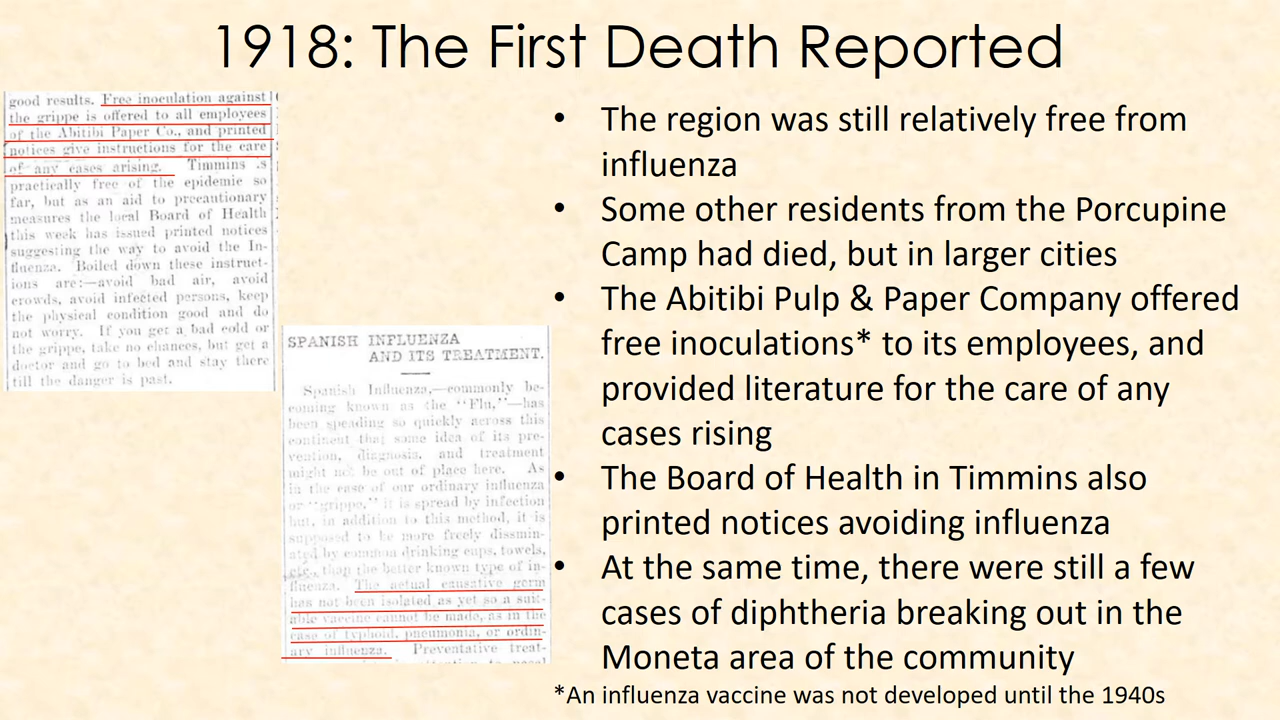 1918: The First Death Reported
good results. Free inoculation against
the grippe is offered to all employees
of the Abitibi Paper Co., and printed
notices give instructions for the care
of any cases arising. Timmins .s
practically free of the epidemic so
far, but as an aid to precautionary
measures the local Board of Health
this week has issued printed notices
suggesting the way to avoid the In-
fluenza. Boiled down these instruct-
ions are:—avoid bad air, avoid
crowds, avoid infected persons, keep
the physical condition good and do
not worry. If you get a bad cold or
the grippe, take no chances, but get a
doctor and go to bed and stay there
till the danger is past.
SPANISH INFLUENZA
AND ITS TREATMENT.
Spanish Influenza,—commonly be-
coming known as the "Flu,"—has
been speading so quickly across this
continent that some idea of its pre-
vention, diagnosis, and treatment
might not be out of place here. As
in the case of our ordinary influenza
or "grippe," it is spread by infection
but, in addition to this method, it is
supposed to be more freely dissmin-
ated by common drinking cups, towels,
etc., than the better known type of in-
fluenza. The actual causative germ
has not been isolated as yet so a suit-
able vaccine cannot be made, as in the
case of typhoid, pneumonia, or ordin-
ary influenza. Preventative treat-
• The region was still relatively free from
influenza
• Some other residents from the Porcupine
Camp had died, but in larger cities
• The Abitibi Pulp & Paper Company offered
free inoculations* to its employees, and
provided literature for the care of any
cases rising
• The Board of Health in Timmins also
printed notices avoiding influenza
• At the same time, there were still a few
cases of diphtheria breaking out in the
Moneta area of the community
*An influenza vaccine was not developed until the 1940s